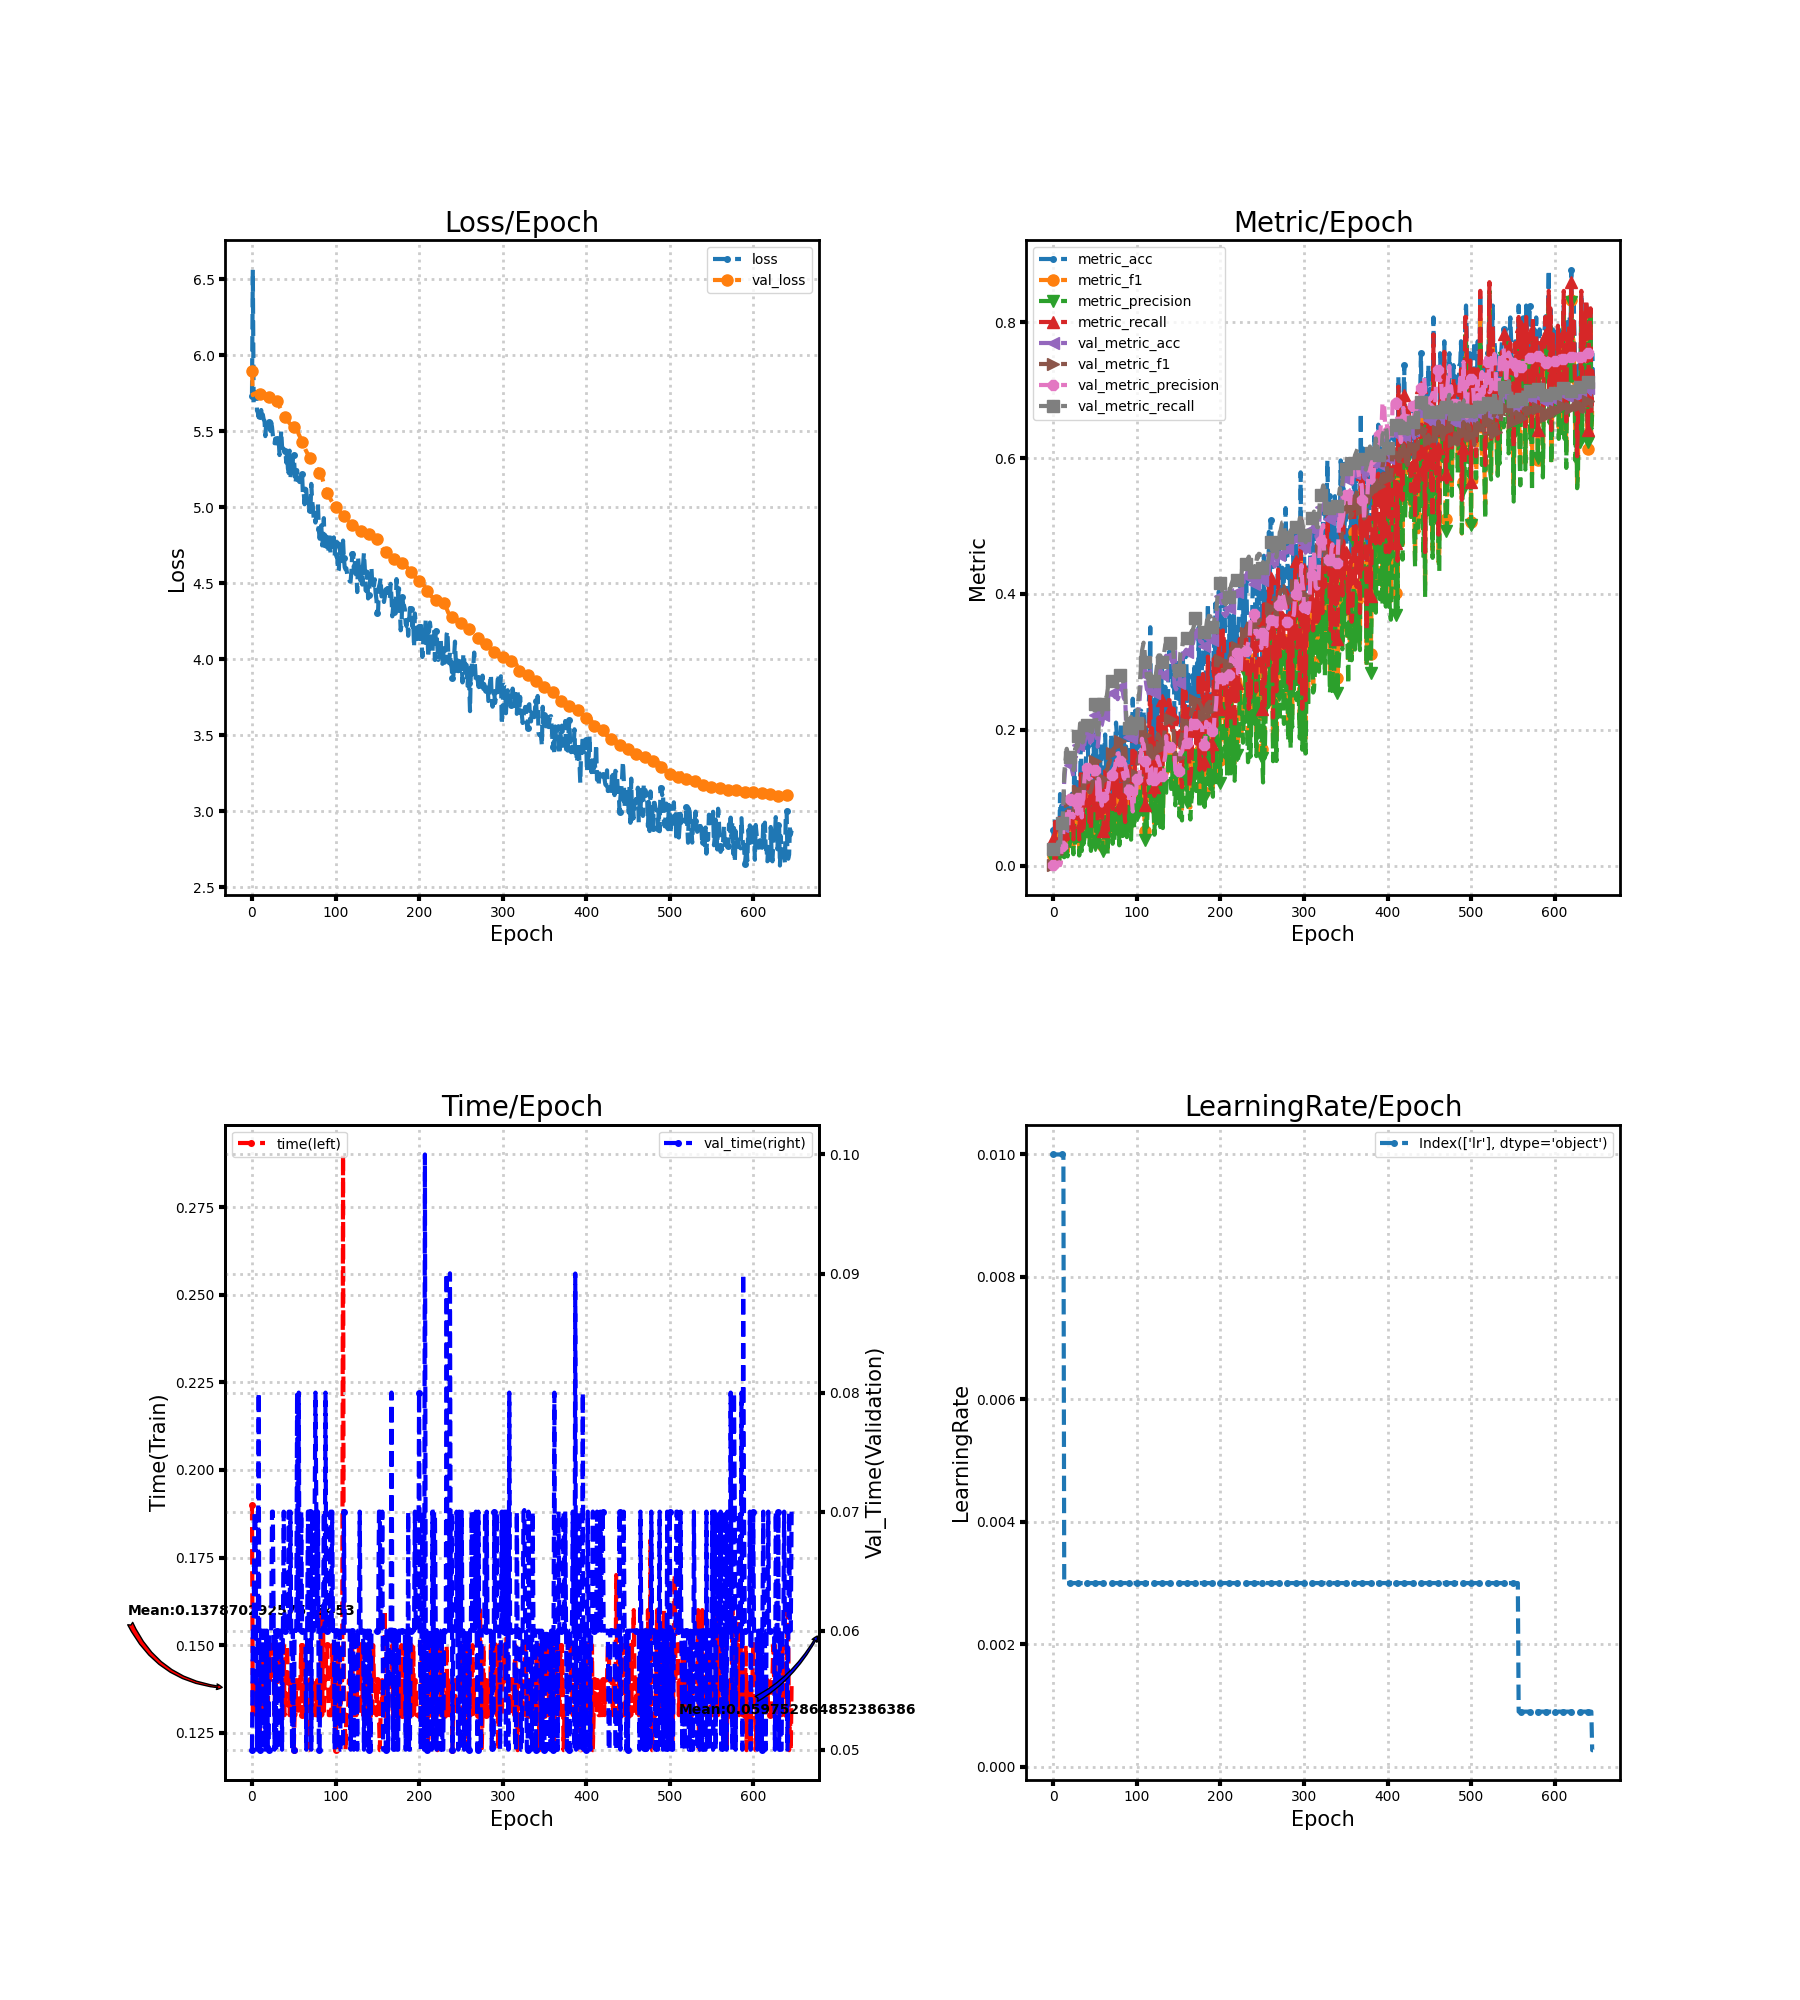 Loss/Epoch
loss
val_loss
6.5
6.0
5.5
5.0
4.5
4.0
3.5
3.0
2.5
Loss
0 100 200 300 400 500 600
Epoch
Metric/Epoch
metric_acc
metric_f1
metric_precision
metric_recall
val_metric_acc
val_metric_f1
val_metric_precision
val_metric_recall
0.8
0.6
0.4
0.2
0.0
Metric
0 100 200 300 400 500 600
Epoch
Time/Epoch
time(left)
val_time(right)
0.275
0.250
0.225
0.200
0.175
0.150
0.125
Time(Train)
0.10
0.09
0.08
0.07
0.06
0.05
Val_Time(Validation)
Mean:0.059752864852386386
0 100 200 300 400 500 600
Epoch
LearningRate/Epoch
Index(['lr'], dtype='object')
0.010
0.008
0.006
0.004
0.002
0.000
LearningRate
0 100 200 300 400 500 600
Epoch